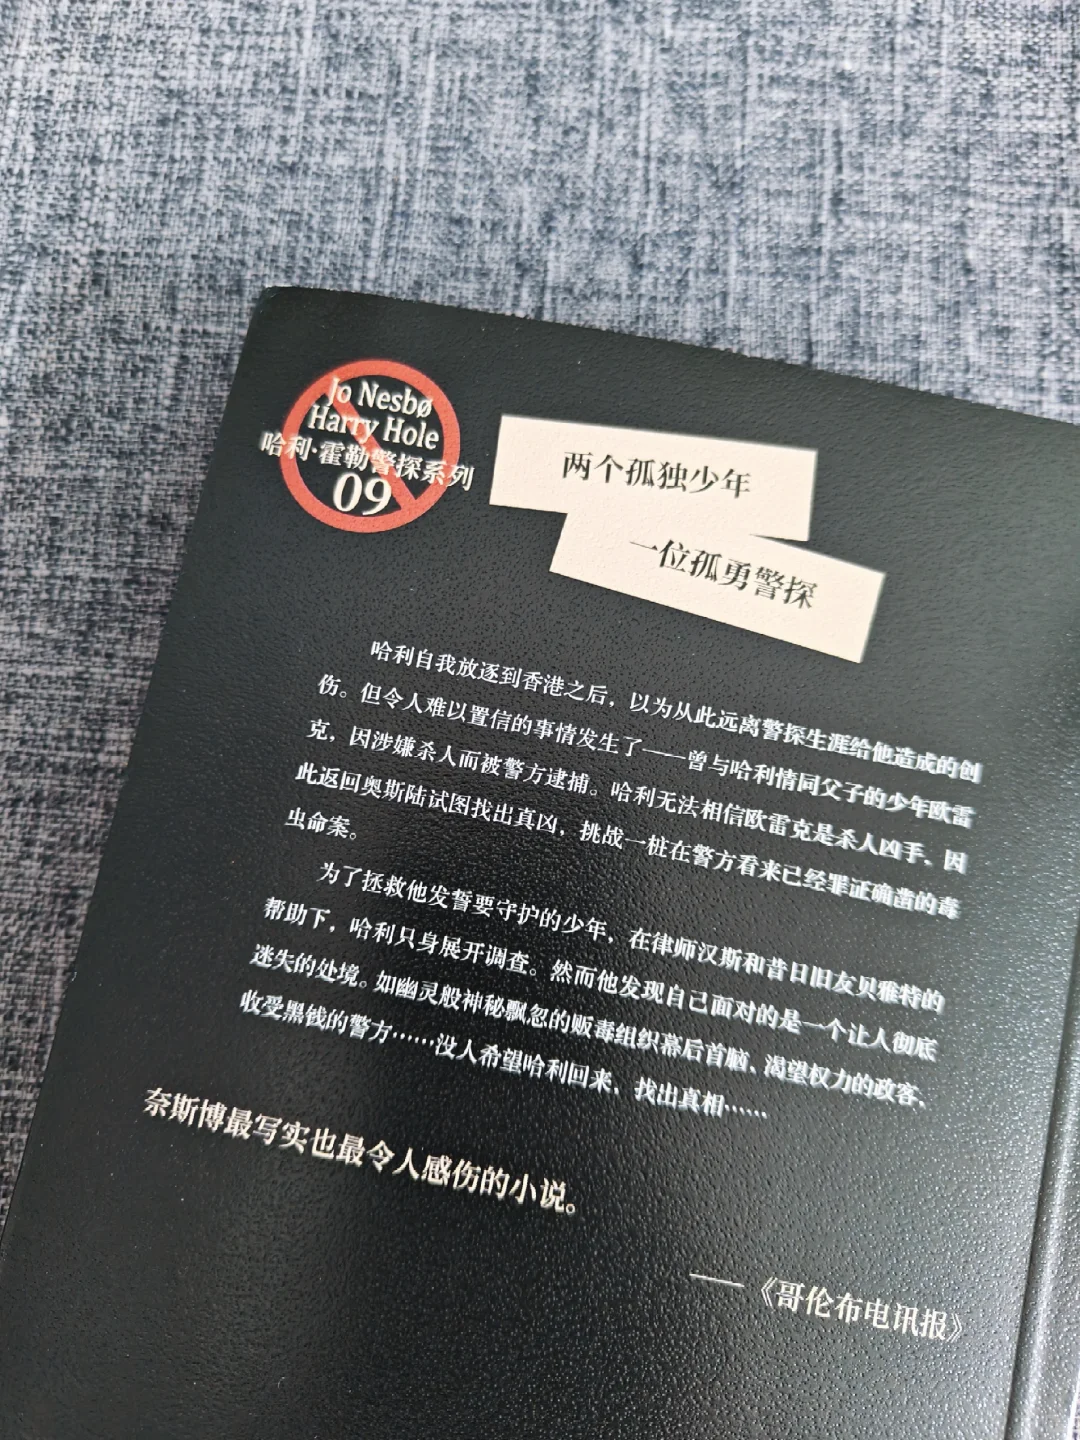 Jo Nesbø
Harry Hole
哈利·霍勒警探系列
09
两个孤独少年
一位孤勇警探
哈利自我放逐到香港之后，以为从此远离警探生涯给他造成的创
伤。但令人难以置信的事情发生了——曾与哈利情同父子的少年欧雷
克，因涉嫌杀人而被警方逮捕。哈利无法相信欧雷克是杀人凶手，因
此返回奥斯陆试图找出真凶，挑战一桩在警方看来已经罪证确凿的毒
虫命案。
为了拯救他发誓要守护的少年，在律师汉斯和昔日旧友贝雅特的
帮助下，哈利只身展开调查。然而他发现自己面对的是一个让人彻底
迷失的处境。如幽灵般神秘飘忽的贩毒组织幕后首脑、渴望权力的政客、
收受黑钱的警方……没人希望哈利回来，找出真相……
奈斯博最写实也最令人感伤的小说。
——《哥伦布电讯报》